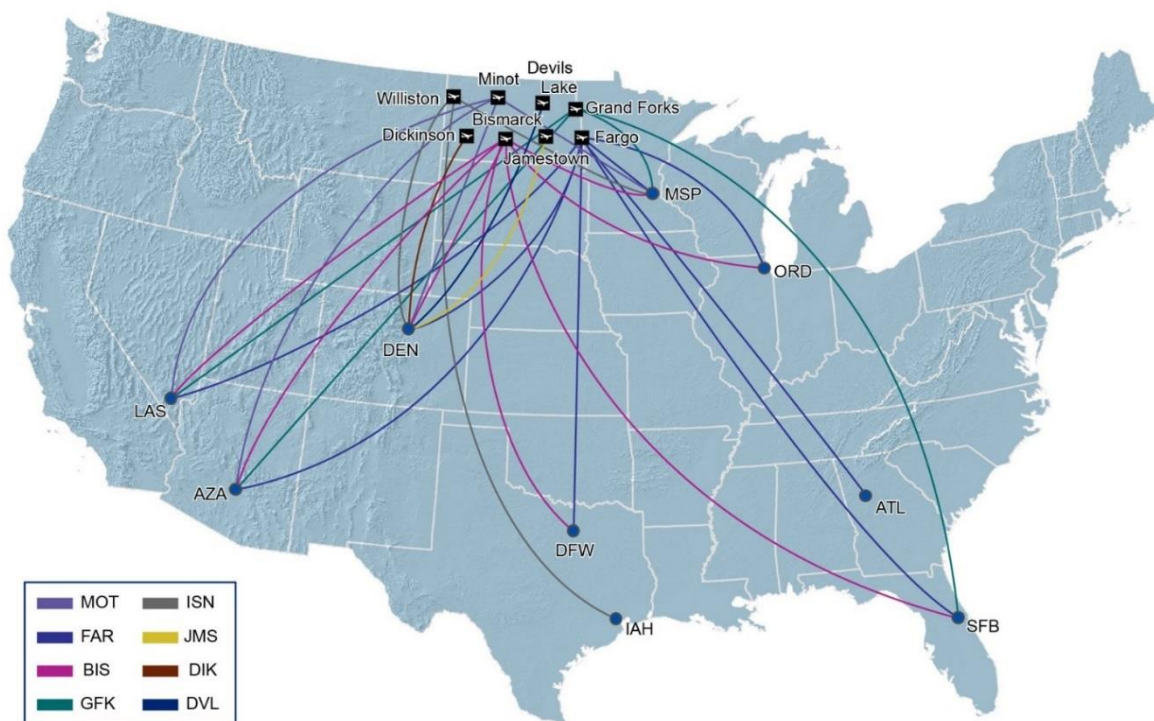 Devils
Lake
Minot
Williston
Grand Forks
Bismarck
Dickinson
Fargo
Jamestown
MSP
ORD
DEN
LAS
AZA
ATL
DFW
IAH
SFB
MOT
ISN
FAR
JMS
BIS
DIK
GFK
DVL